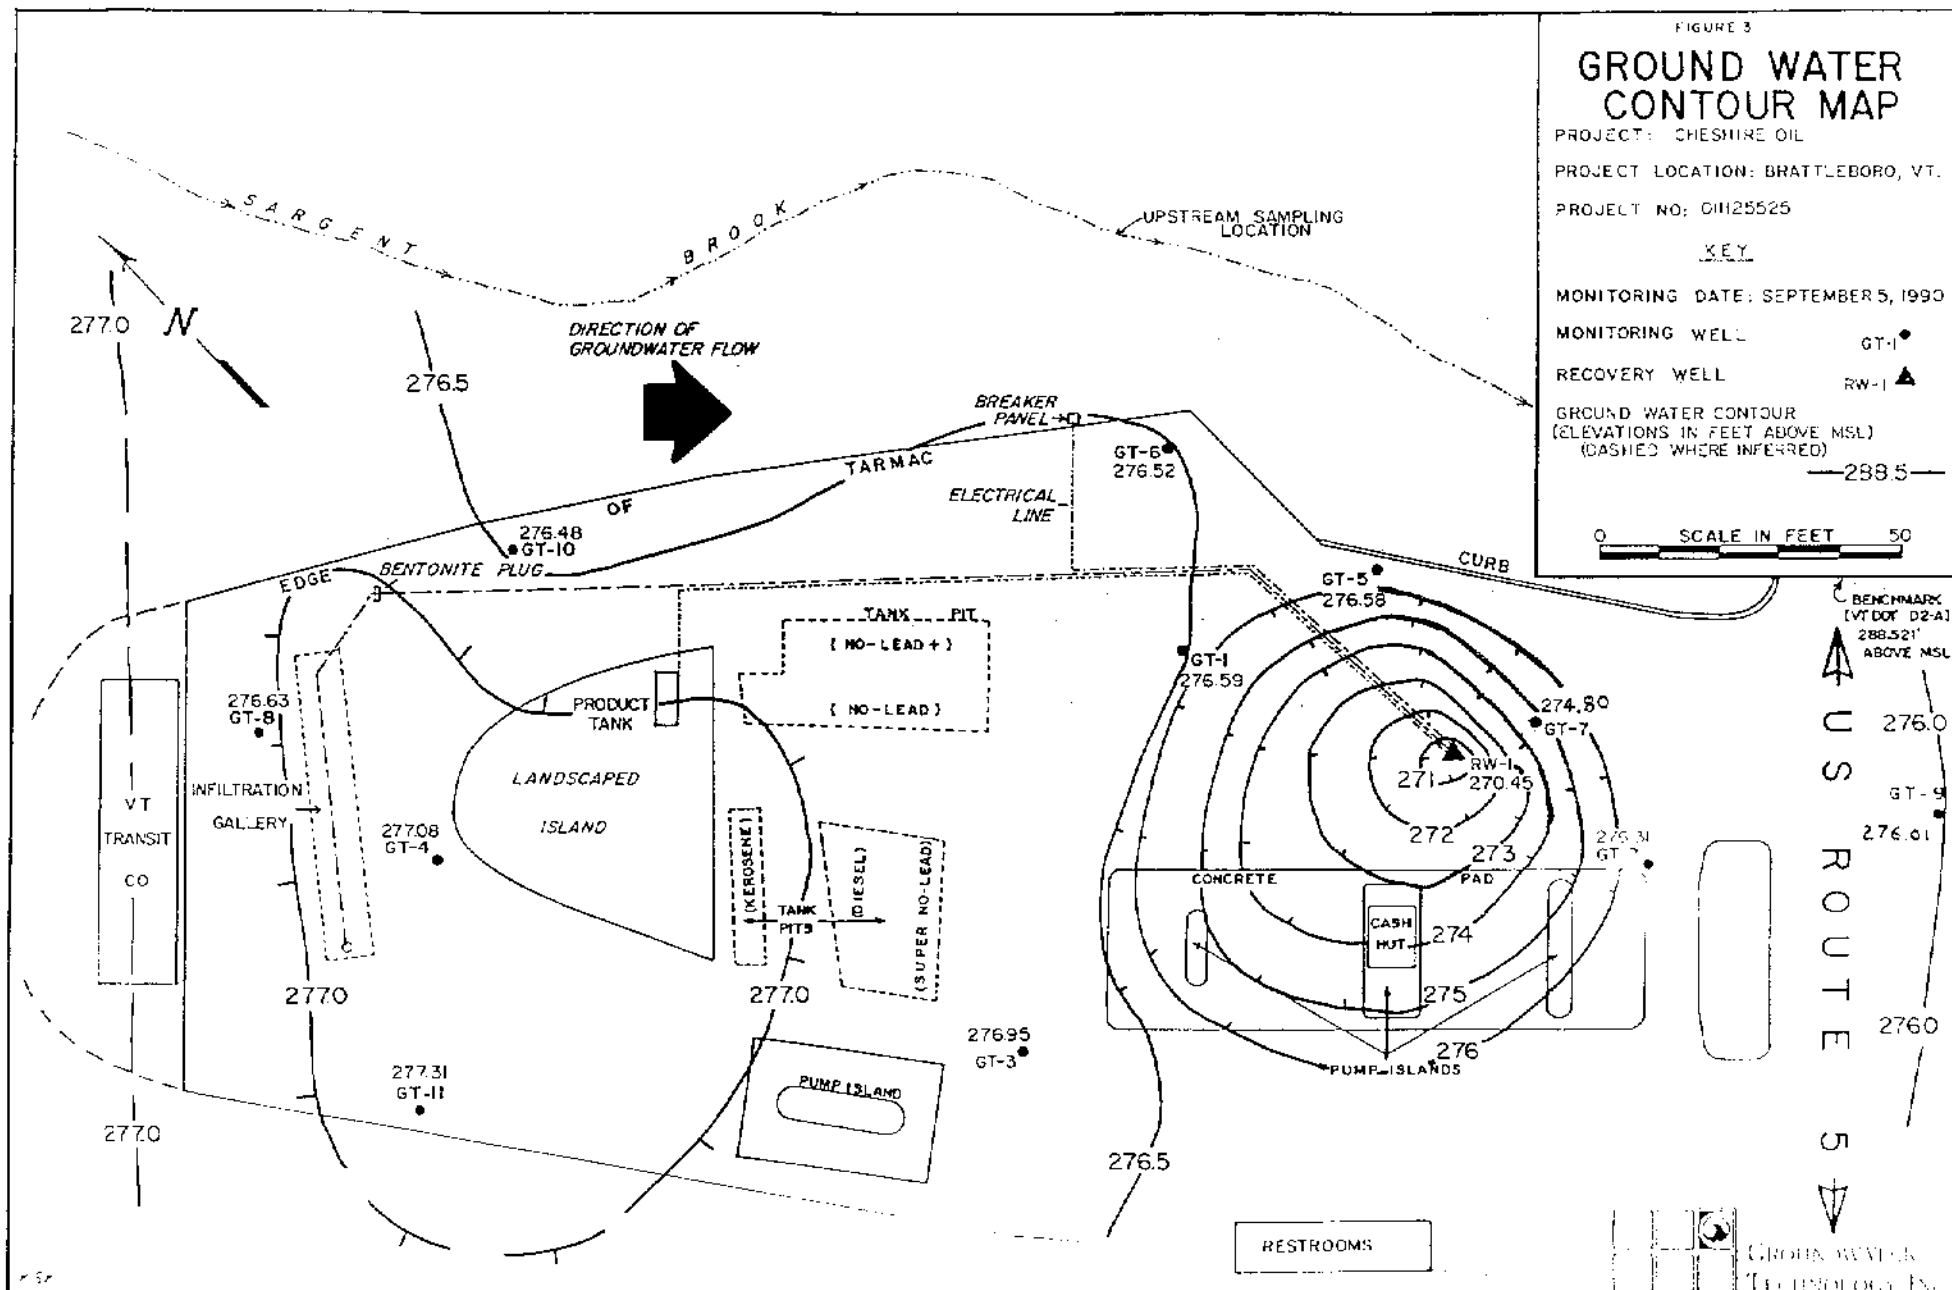 FIGURE 3
GROUND WATER
CONTOUR MAP
PROJECT: CHESHIRE OIL
PROJECT LOCATION: BRATTLEBORO, VT.
PROJECT NO: 01125525
KEY
MONITORING DATE: SEPTEMBER 5, 1990
MONITORING WELL GT-1
RECOVERY WELL RW-1
GROUND WATER CONTOUR
(ELEVATIONS IN FEET ABOVE MSL)
(DASHED WHERE INFERRED)
288.5
0 SCALE IN FEET 50
SARGENT BROOK
UPSTREAM SAMPLING
LOCATION
277.0
N
276.5
DIRECTION OF
GROUNDWATER FLOW
BREAKER
PANEL
GT-6
276.52
TARMAC
OF
EDGE
ELECTRICAL
LINE
276.48
GT-10
BENTONITE PLUG
CURB
GT-5
276.58
BENCHMARK
[VT DOT D2-A]
288.521'
ABOVE MSL
TANK PIT
(NO-LEAD+)
(NO-LEAD)
GT-1
276.59
276.63
GT-8
PRODUCT
TANK
274.80
GT-7
276.0
RW-1
270.45
271
LANDSCAPED
ISLAND
INFILTRATION
GALLERY
VT
TRANSIT
CO
277.08
GT-4
272
273
GT-9
276.01
276.31
CONCRETE PAD
(KEROSENE)
(DIESEL)
(SUPER NO-LEAD)
TANK
PITS
CASH
HUT
274
275
276
277.0
277.0
276.0
US ROUTE 5
276.95
GT-3
PUMP ISLANDS
277.31
GT-11
PUMP ISLAND
277.0
276.5
RESTROOMS
GROUNDWATER
TECHNOLOGY, INC.